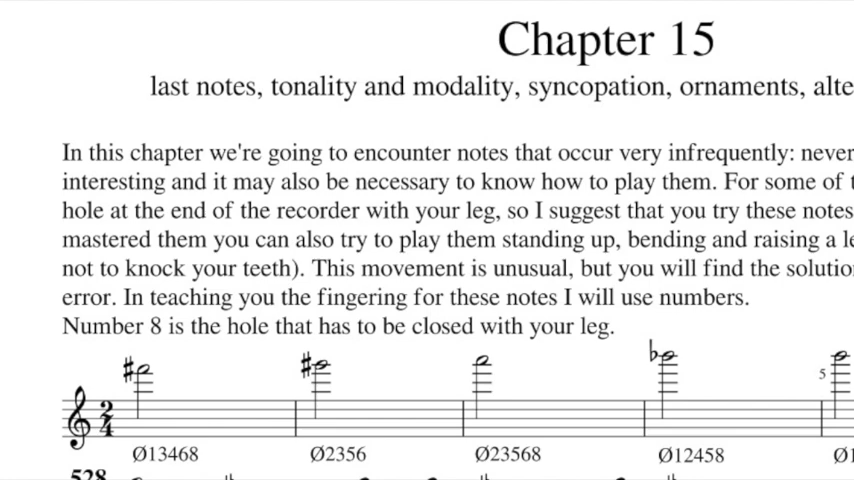 Chapter 15
last notes, tonality and modality, syncopation, ornaments, alte
In this chapter we're going to encounter notes that occur very infrequently: never
interesting and it may also be necessary to know how to play them. For some of t
hole at the end of the recorder with your leg, so I suggest that you try these notes
mastered them you can also try to play them standing up, bending and raising a le
not to knock your teeth). This movement is unusual, but you will find the solutio
error. In teaching you the fingering for these notes I will use numbers.
Number 8 is the hole that has to be closed with your leg.
5
2
4
Ø13468 Ø2356 Ø23568 Ø12458 Ø1
528